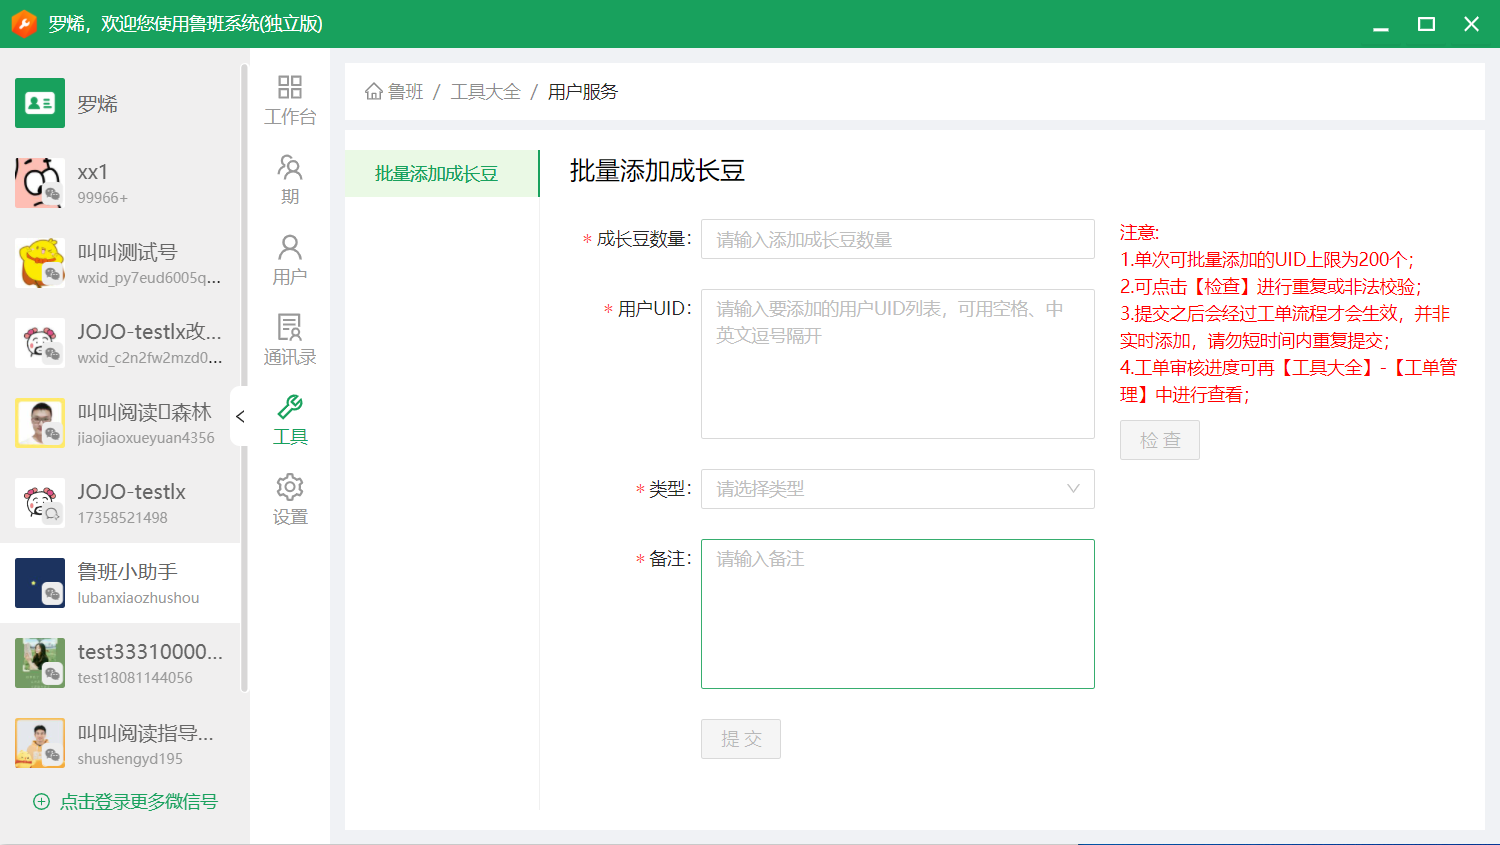 罗烯，欢迎您使用鲁班系统(独立版)
罗烯
xx1
99966+
叫叫测试号
wxid_py7eud6005q...
JOJO-testlx改...
wxid_c2n2fw2mzd0...
叫叫阅读▯森林
jiaojiaoxueyuan4356
JOJO-testlx
17358521498
鲁班小助手
lubanxiaozhushou
test33310000...
test18081144056
叫叫阅读指导...
shushengyd195
点击登录更多微信号
工作台
期
用户
通讯录
工具
设置
鲁班 / 工具大全 / 用户服务
批量添加成长豆
批量添加成长豆
* 成长豆数量： 请输入添加成长豆数量
* 用户UID： 请输入要添加的用户UID列表，可用空格、中
英文逗号隔开
* 类型： 请选择类型
* 备注： 请输入备注
提 交
注意:
1.单次可批量添加的UID上限为200个；
2.可点击【检查】进行重复或非法校验；
3.提交之后会经过工单流程才会生效，并非
实时添加，请勿短时间内重复提交；
4.工单审核进度可再【工具大全】-【工单管
理】中进行查看；
检 查